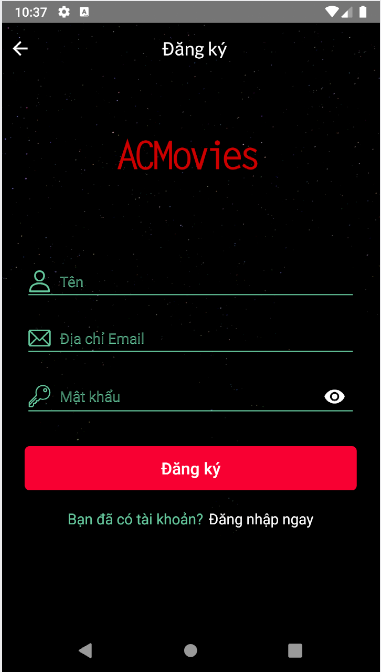 10:37
Đăng ký
ACMovies
Tên
Địa chỉ Email
Mật khẩu
Đăng ký
Bạn đã có tài khoản? Đăng nhập ngay